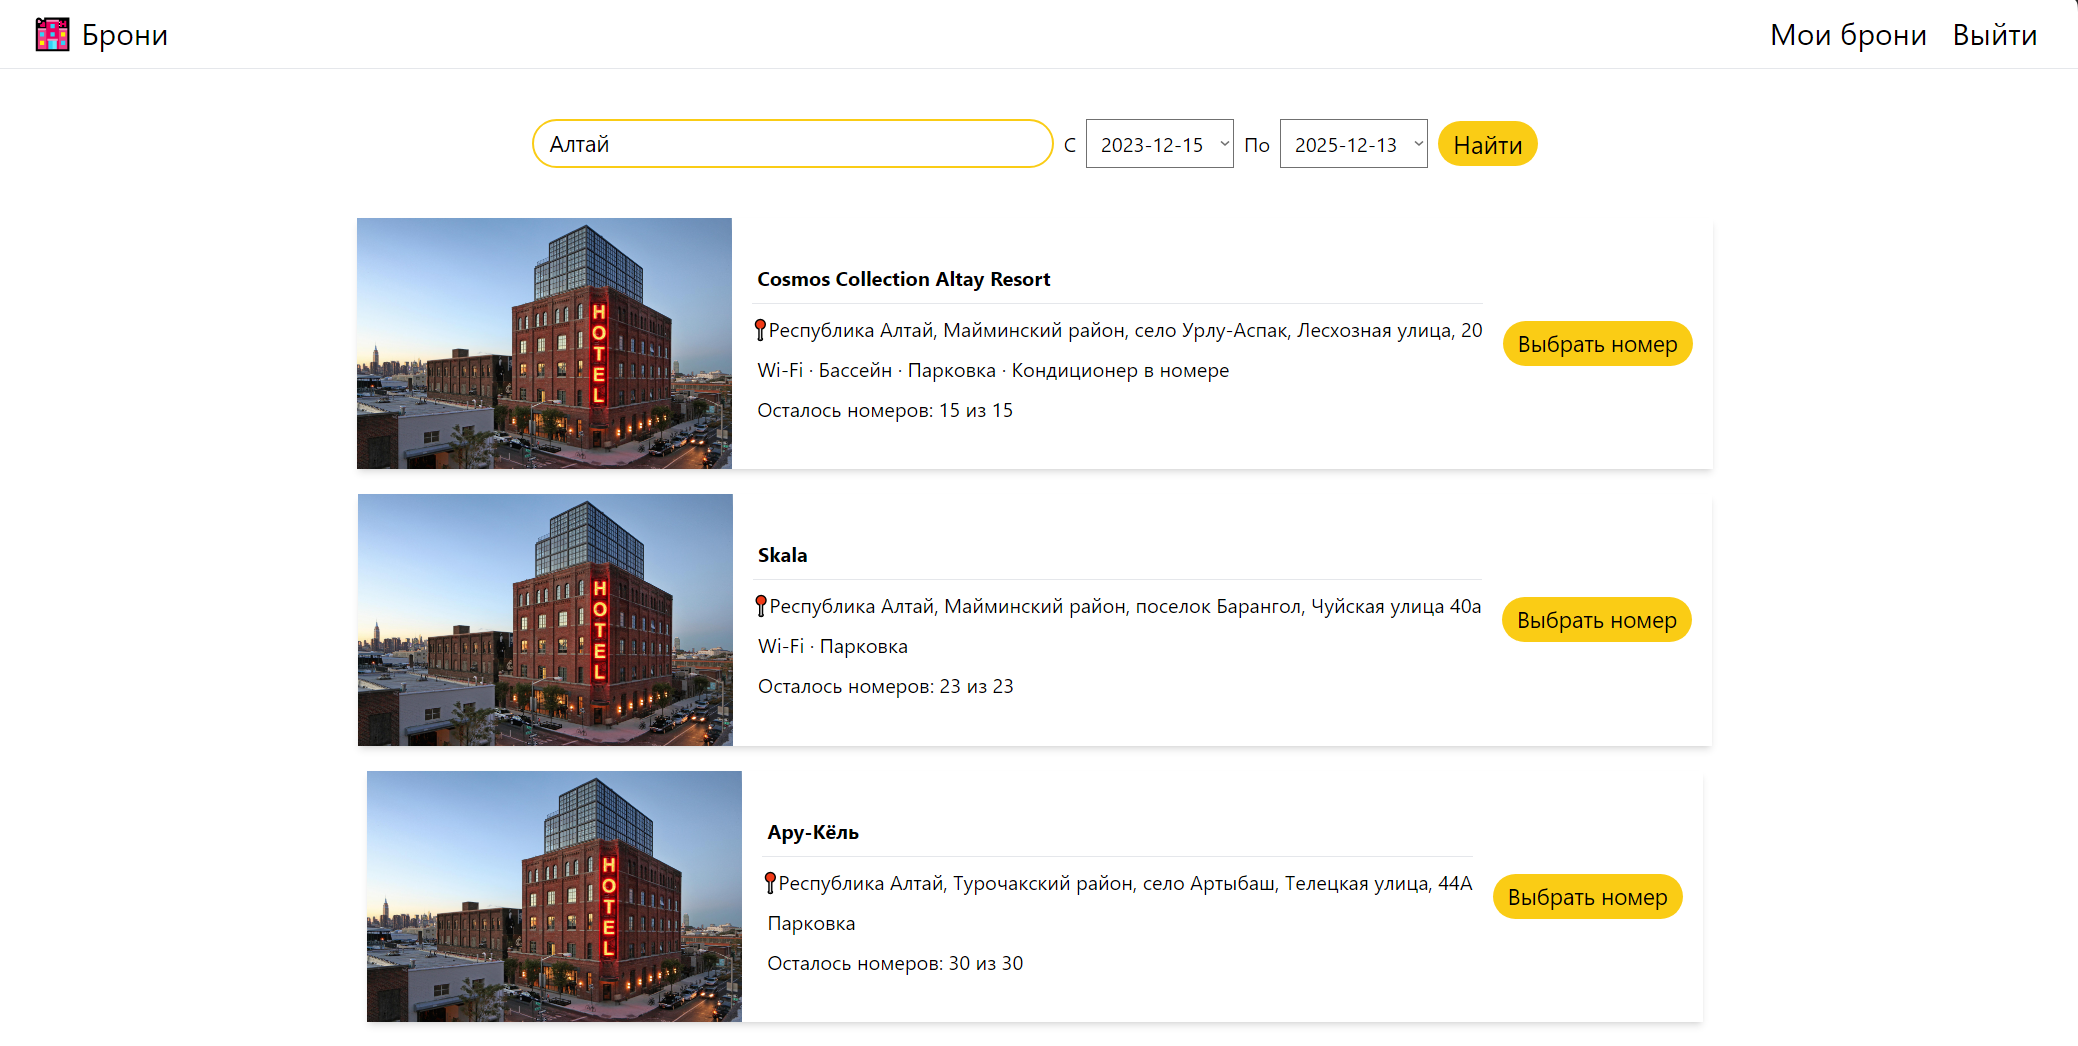 Брони
Мои брони Выйти
Алтай С 2023-12-15 По 2025-12-13 Найти
HOTEL
Cosmos Collection Altay Resort
Республика Алтай, Майминский район, село Урлу-Аспак, Лесхозная улица, 20
Wi-Fi · Бассейн · Парковка · Кондиционер в номере
Осталось номеров: 15 из 15
Выбрать номер
HOTEL
Skala
Республика Алтай, Майминский район, поселок Барангол, Чуйская улица 40а
Wi-Fi · Парковка
Осталось номеров: 23 из 23
Выбрать номер
HOTEL
Ару-Кёль
Республика Алтай, Турочакский район, село Артыбаш, Телецкая улица, 44А
Парковка
Осталось номеров: 30 из 30
Выбрать номер